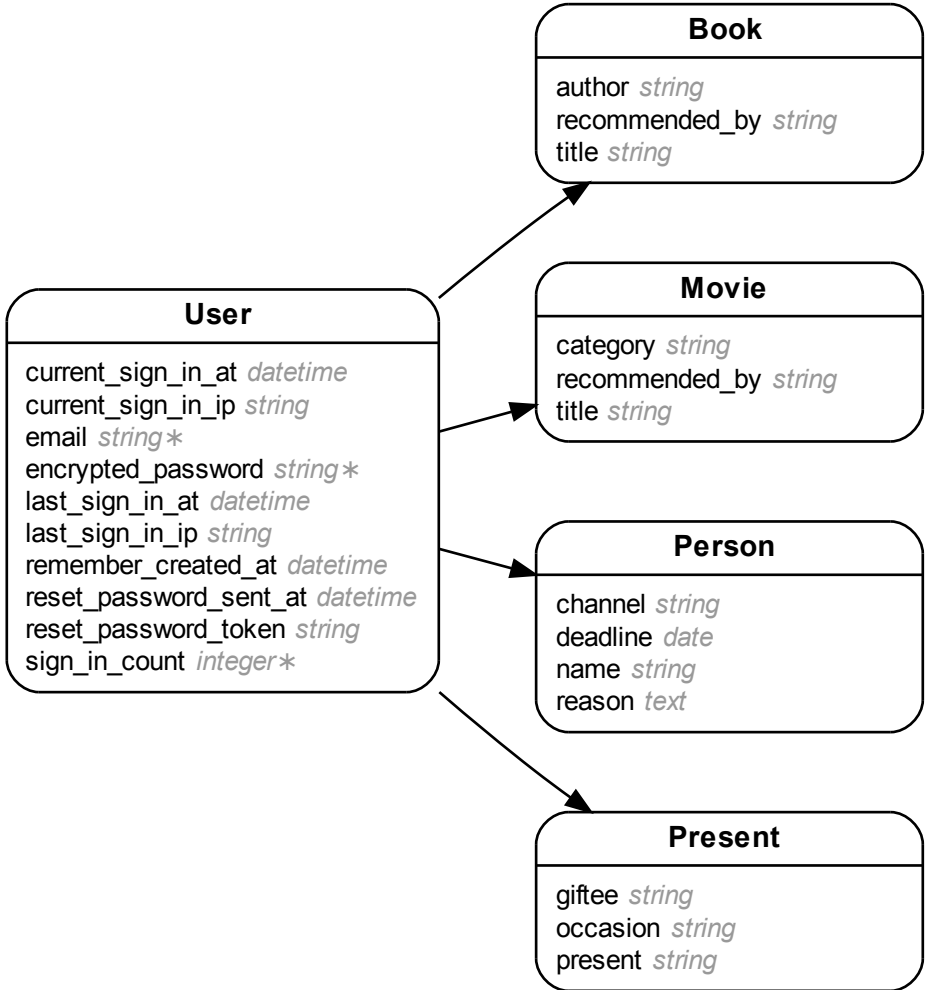 User
current_sign_in_at datetime
current_sign_in_ip string
email string∗
encrypted_password string∗
last_sign_in_at datetime
last_sign_in_ip string
remember_created_at datetime
reset_password_sent_at datetime
reset_password_token string
sign_in_count integer∗
Book
author string
recommended_by string
title string
Movie
category string
recommended_by string
title string
Person
channel string
deadline date
name string
reason text
Present
giftee string
occasion string
present string